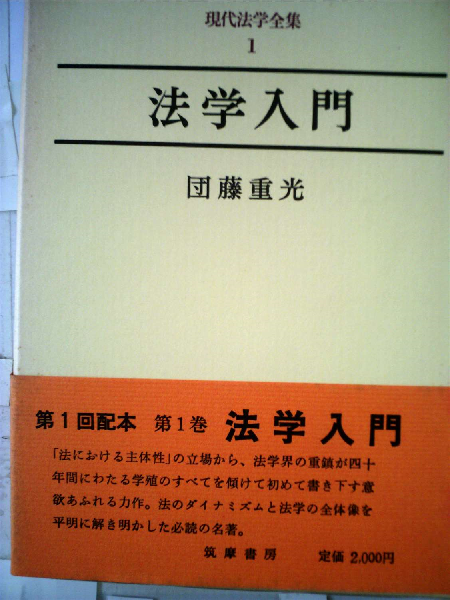 現代法学全集
1
法学入門
団藤重光
第1回配本 第1巻 法学入門
「法における主体性」の立場から、法学界の重鎮が四十
年間にわたる学殖のすべてを傾けて初めて書き下す意
欲あふれる力作。法のダイナミズムと法学の全体像を
平明に解き明かした必読の名著。
筑摩書房 定価 2,000円